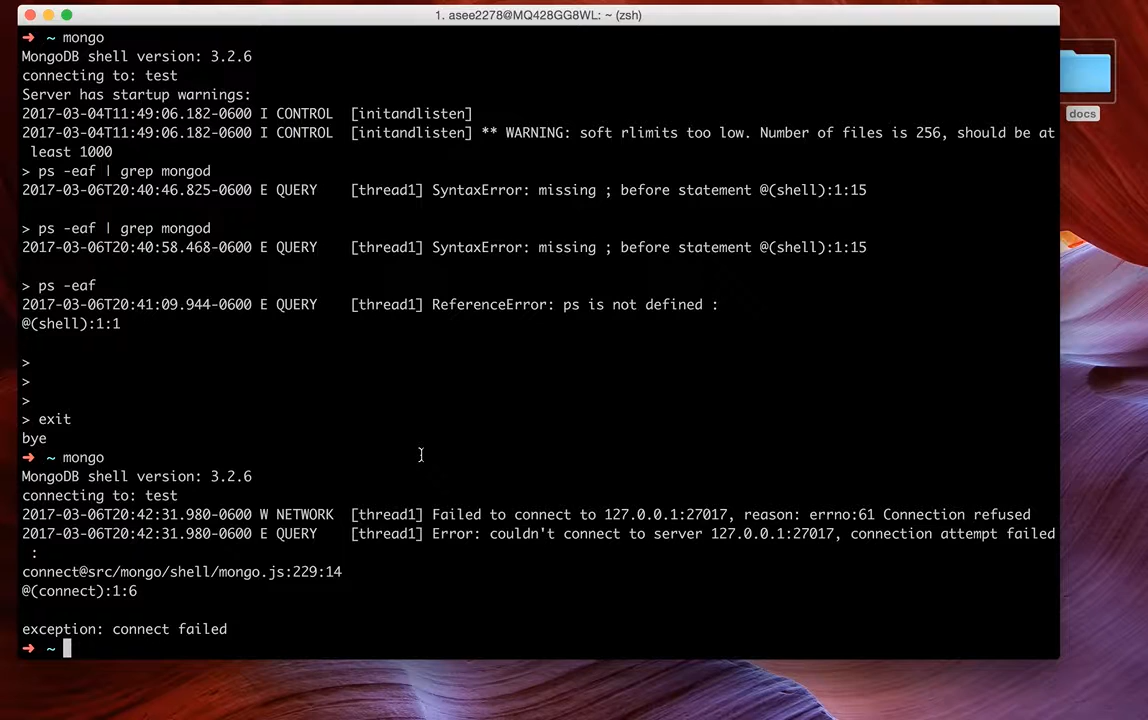 1. asee2278@MQ428GG8WL: ~ (zsh)
➜ ~ mongo
MongoDB shell version: 3.2.6
connecting to: test
Server has startup warnings:
2017-03-04T11:49:06.182-0600 I CONTROL  [initandlisten]
2017-03-04T11:49:06.182-0600 I CONTROL  [initandlisten] ** WARNING: soft rlimits too low. Number of files is 256, should be at
least 1000
> ps -eaf | grep mongod
2017-03-06T20:40:46.825-0600 E QUERY    [thread1] SyntaxError: missing ; before statement @(shell):1:15
> ps -eaf | grep mongod
2017-03-06T20:40:58.468-0600 E QUERY    [thread1] SyntaxError: missing ; before statement @(shell):1:15
> ps -eaf
2017-03-06T20:41:09.944-0600 E QUERY    [thread1] ReferenceError: ps is not defined :
@(shell):1:1
>
>
>
> exit
bye
➜ ~ mongo
MongoDB shell version: 3.2.6
connecting to: test
2017-03-06T20:42:31.980-0600 W NETWORK  [thread1] Failed to connect to 127.0.0.1:27017, reason: errno:61 Connection refused
2017-03-06T20:42:31.980-0600 E QUERY    [thread1] Error: couldn't connect to server 127.0.0.1:27017, connection attempt failed
:
connect@src/mongo/shell/mongo.js:229:14
@(connect):1:6
exception: connect failed
➜ ~
docs